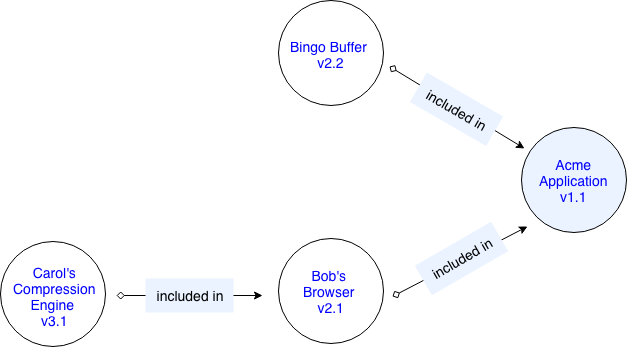 Bingo Buffer
v2.2
included in
Acme
Application
v1.1
Carol's
Compression
Engine
v3.1
included in
Bob's
Browser
v2.1
included in